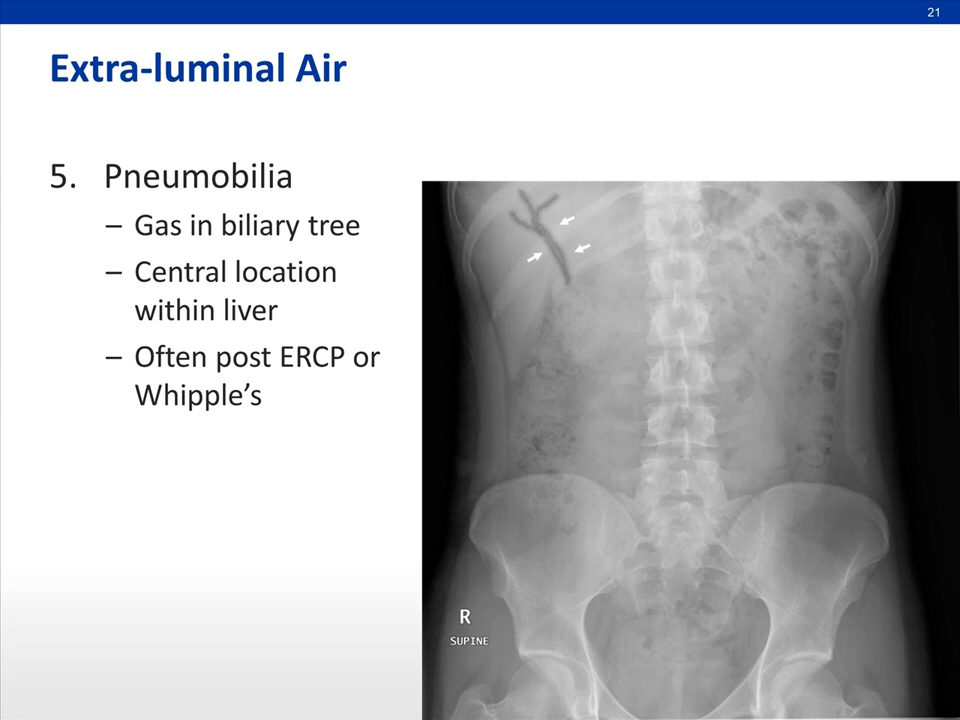 21
Extra-luminal Air
5. Pneumobilia
– Gas in biliary tree
– Central location
within liver
– Often post ERCP or
Whipple’s
R
SUPINE